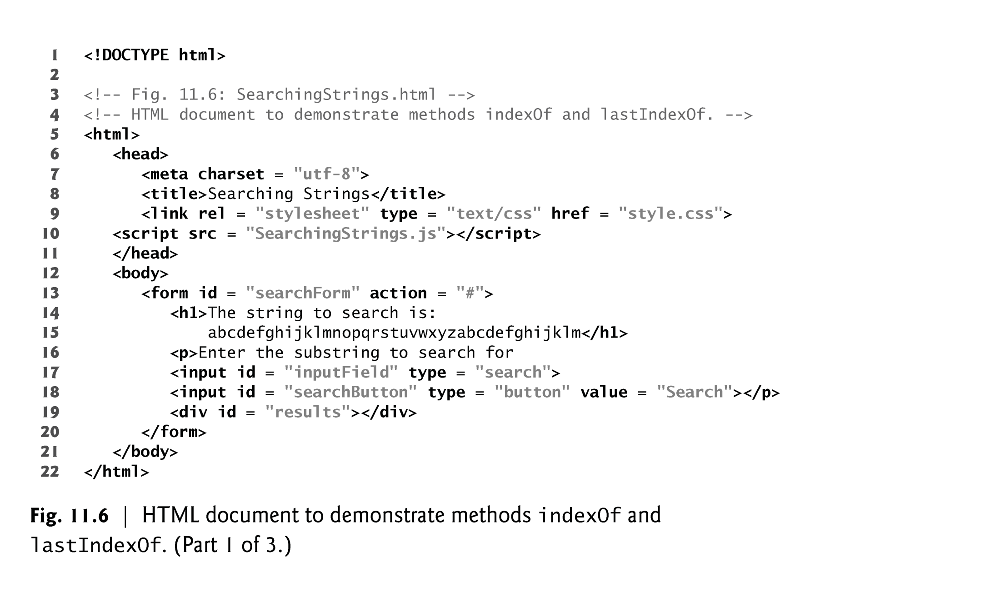 1 <!DOCTYPE html>
2
3 <!-- Fig. 11.6: SearchingStrings.html -->
4 <!-- HTML document to demonstrate methods indexOf and lastIndexOf. -->
5 <html>
6 <head>
7 <meta charset = "utf-8">
8 <title>Searching Strings</title>
9 <link rel = "stylesheet" type = "text/css" href = "style.css">
10 <script src = "SearchingStrings.js"></script>
11 </head>
12 <body>
13 <form id = "searchForm" action = "#">
14 <h1>The string to search is:
15 abcdefghijklmnopqrstuvwxyzabcdefghijklm</h1>
16 <p>Enter the substring to search for
17 <input id = "inputField" type = "search">
18 <input id = "searchButton" type = "button" value = "Search"></p>
19 <div id = "results"></div>
20 </form>
21 </body>
22 </html>
Fig. 11.6 | HTML document to demonstrate methods indexOf and
lastIndexOf. (Part 1 of 3.)